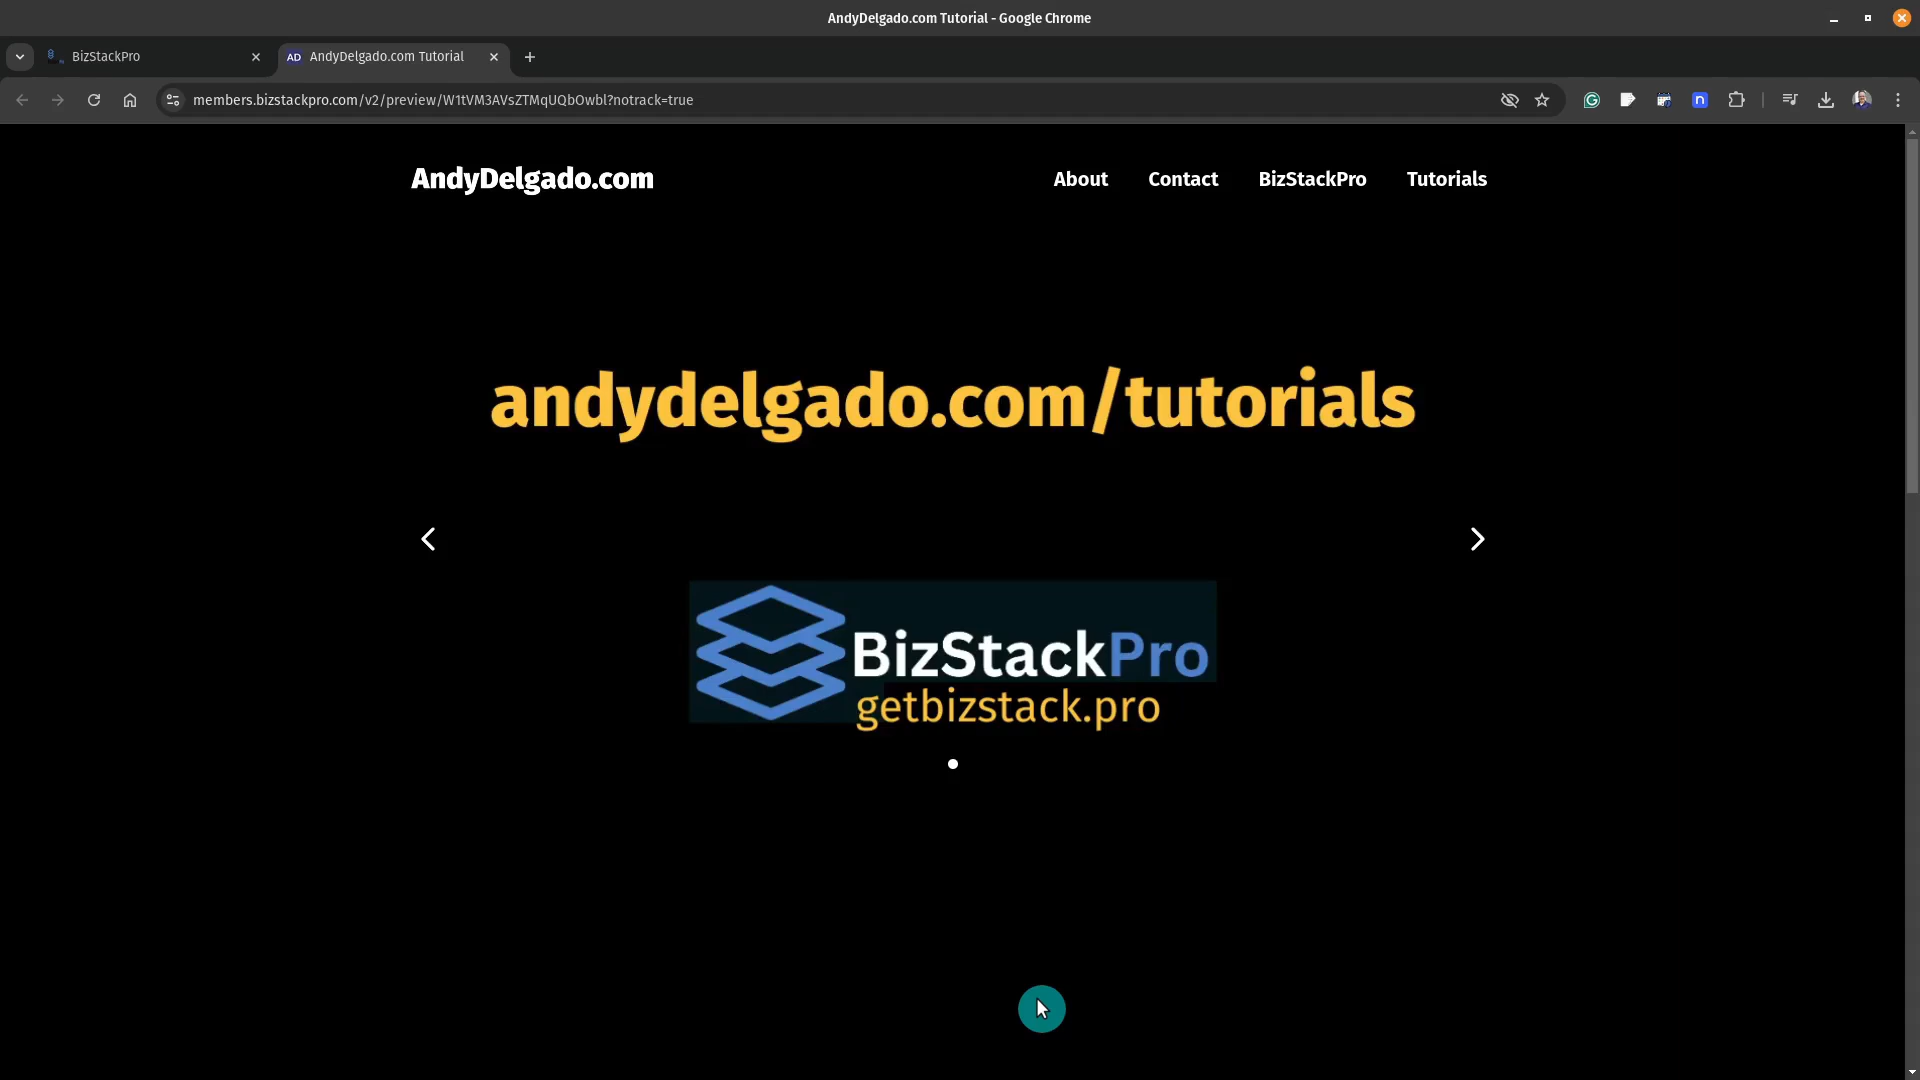 AndyDelgado.com Tutorial - Google Chrome
BizStackPro
AD AndyDelgado.com Tutorial
members.bizstackpro.com/v2/preview/W1tVM3AVsZTMqUQbOwbl?notrack=true
AndyDelgado.com
About Contact BizStackPro Tutorials
andydelgado.com/tutorials
BizStackPro
getbizstack.pro